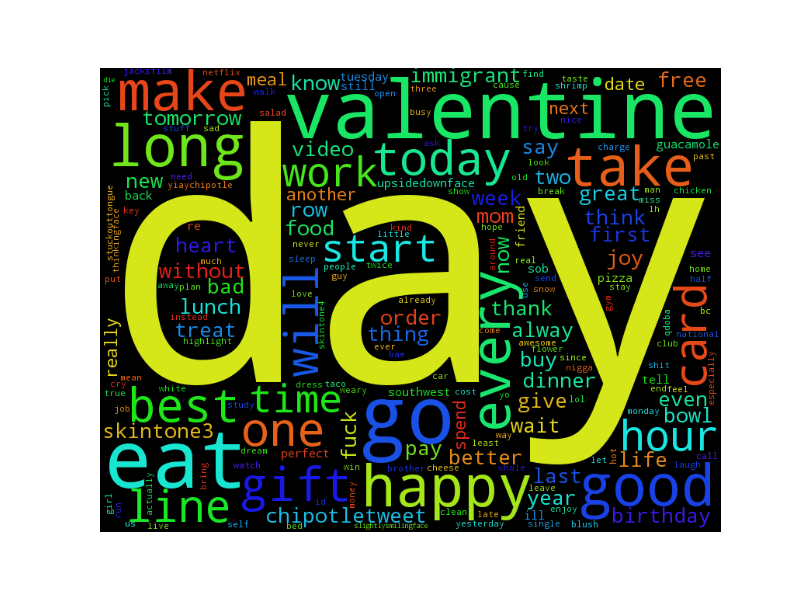 jacksfilm netflix tuesday immigrant find taste shrimp date free
die pick make meal know still open three cause
walk valentine busy next nice
tomorrow stuff sad salad video today ask try say charge guacamole
long work take past
yiaychipotle need new back another upsidedownface show week old look break two great man miss chicken
key re row food little kind mom hope friend think first lh
stuckouttongue thinkingface heart much never start around now real sob joy see
put without sleep people twice send pizza home half
day
away plan guy use snow stay bc
instead bad lunch will love already every thank gym qdoba national card
really treat highlight skintone4 order thing ever come awesome alway flower since club
bae car buy nigga shit tell
cry mean white dress taco weary southwest cost yo dinner end feel even especially
true best time go give lol monday bowl
job study fuck pay spend way wait hot hour
skintone3 one dream perfect least better let life call
eat watch win brother cheese whole last laugh
bring gift id money happy leave year good
girl actually run line chipotletweet clean late ill enjoy birthday
us live self bed slightlysmilingface yesterday single blush